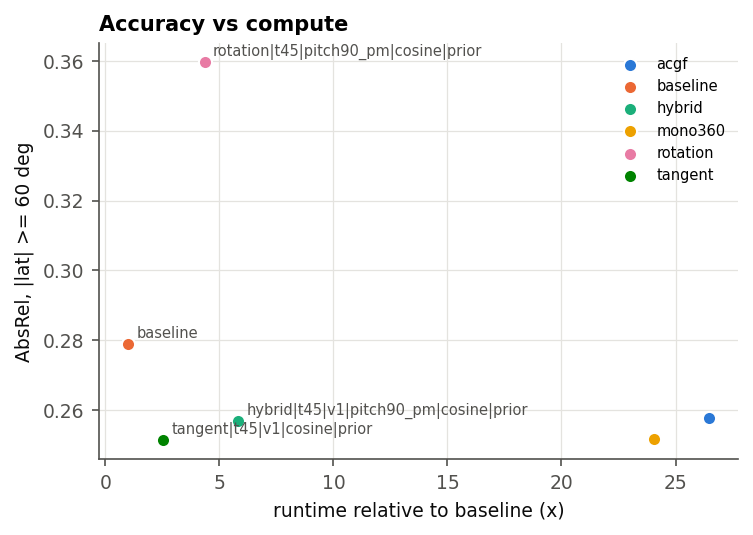 Accuracy vs compute
rotation|t45|pitch90_pm|cosine|prior
acgf
baseline
hybrid
mono360
rotation
tangent
0.36
0.34
0.32
0.30
0.28
0.26
AbsRel, ||lat| >= 60 deg
baseline
hybrid|t45|v1|pitch90_pm|cosine|prior
tangent|t45|v1|cosine|prior
0
5
10
15
20
25
runtime relative to baseline (x)